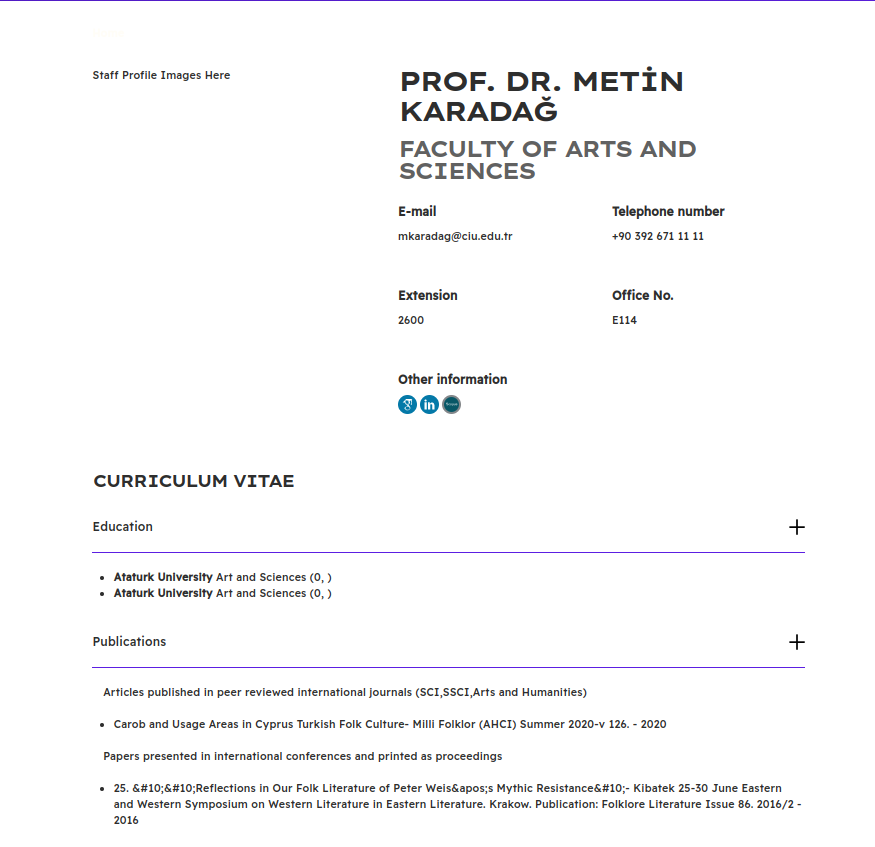 Staff Profile Images Here
PROF. DR. METİN
KARADAĞ
FACULTY OF ARTS AND
SCIENCES
E-mail
Telephone number
mkaradag@ciu.edu.tr
+90 392 671 11 11
Extension
Office No.
2600
E114
Other information
in
CURRICULUM VITAE
Education
Ataturk University Art and Sciences (0, )
Ataturk University Art and Sciences (0, )
Publications
Articles published in peer reviewed international journals (SCI,SSCI,Arts and Humanities)
Carob and Usage Areas in Cyprus Turkish Folk Culture- Milli Folklor (AHCI) Summer 2020-v 126. - 2020
Papers presented in international conferences and printed as proceedings
25. &#10;&#10;Reflections in Our Folk Literature of Peter Weis&apos;s Mythic Resistance&#10;- Kibatek 25-30 June Eastern
and Western Symposium on Western Literature in Eastern Literature. Krakow. Publication: Folklore Literature Issue 86. 2016/2 -
2016